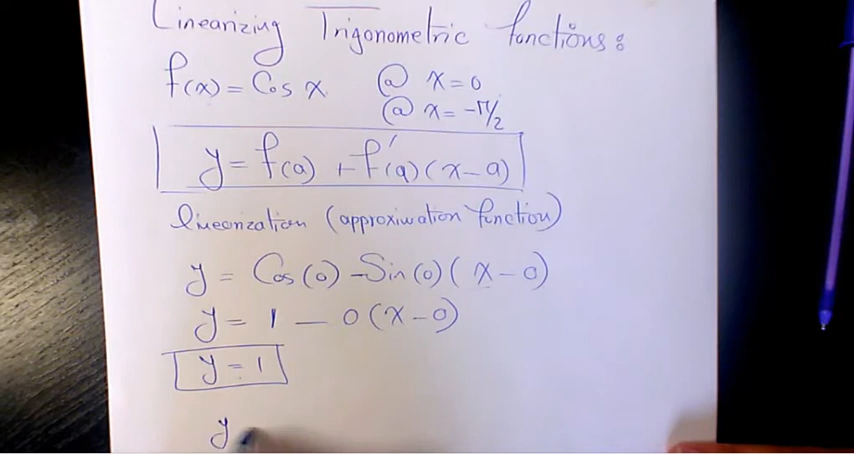 Linearizing Trigonometric functions:
f(x) = Cos x @ x=0
@ x=-π/2
y = f(a) + f'(a)(x-a)
linearization (approximation function)
y = Cos(0) - Sin(0)(x-0)
y = 1 - 0(x-0)
y = 1
y